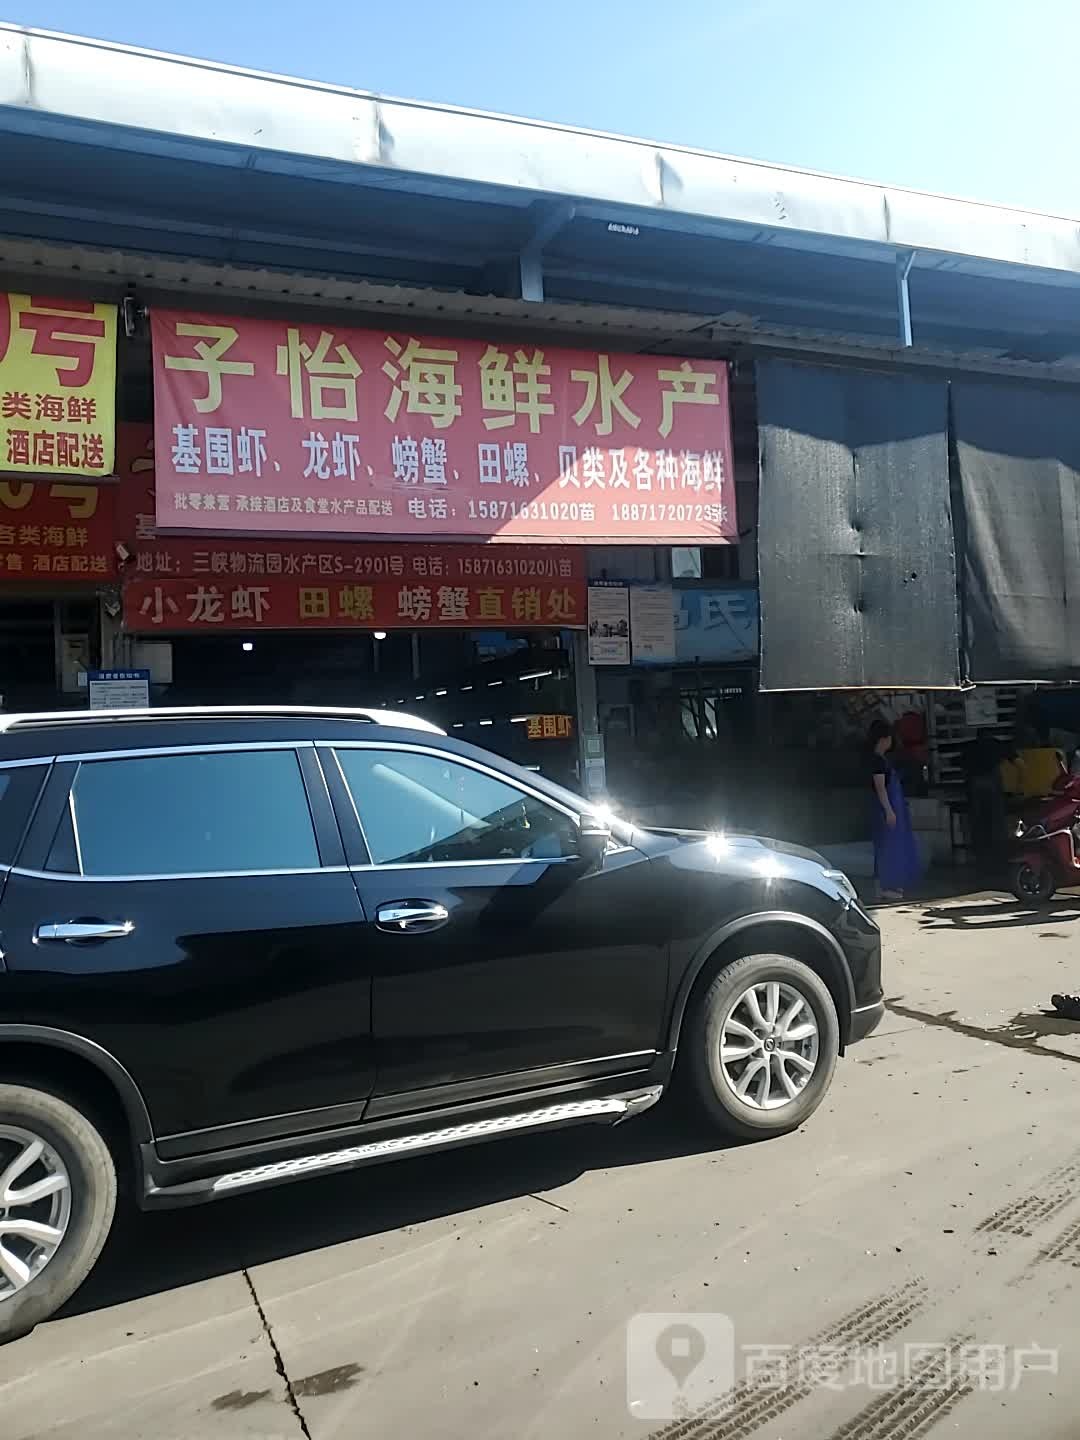 号
类海鲜
酒店配送
子怡海鲜水产
基围虾、龙虾、螃蟹、田螺、贝类及各种海鲜
批零兼营 承接酒店及食堂水产品配送 电话：15871631020苗 18871720723张
各类海鲜
售 酒店配送
地址：三峡物流园水产区S-2901号 电话：15871631020小苗
小龙虾 田螺 螃蟹直销处
氏
基围虾
百度地图用户